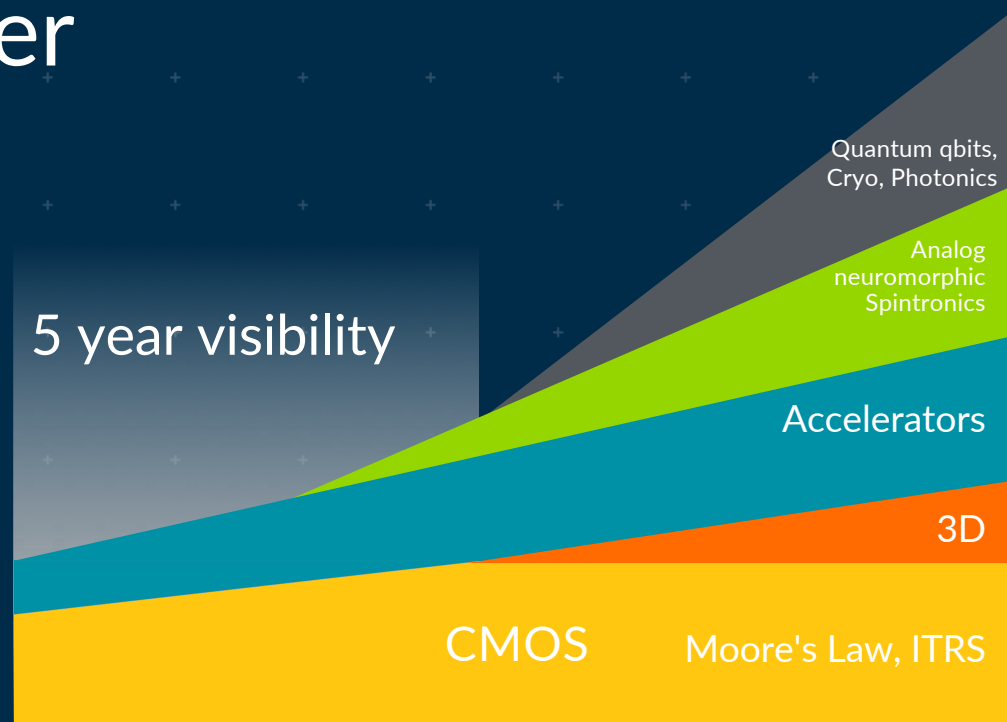 er
Quantum qbits,
Cryo, Photonics
Analog
neuromorphic
Spintronics
5 year visibility
Accelerators
3D
CMOS
Moore's Law, ITRS